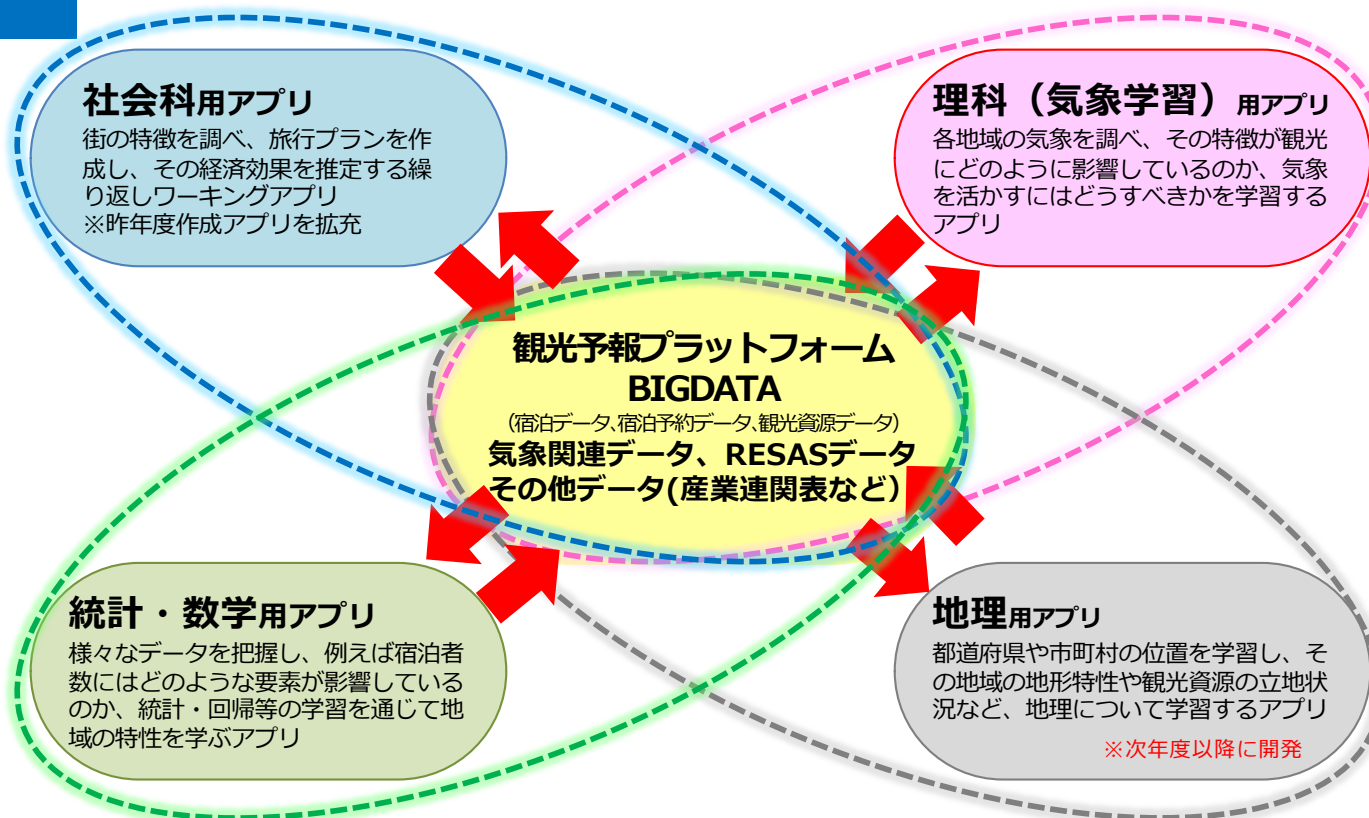 社会科用アプリ
街の特徴を調べ、旅行プランを作
成し、その経済効果を推定する繰
り返しワーキングアプリ
※昨年度作成アプリを拡充
理科（気象学習）用アプリ
各地域の気象を調べ、その特徴が観光
にどのように影響しているのか、気象
を活かすにはどうすべきかを学習する
アプリ
観光予報プラットフォーム
BIGDATA
（宿泊データ、宿泊予約データ、観光資源データ）
気象関連データ、RESASデータ
その他データ(産業連関表など）
統計・数学用アプリ
様々なデータを把握し、例えば宿泊者
数にはどのような要素が影響している
のか、統計・回帰等の学習を通じて地
域の特性を学ぶアプリ
地理用アプリ
都道府県や市町村の位置を学習し、そ
の地域の地形特性や観光資源の立地状
況など、地理について学習するアプリ
※次年度以降に開発